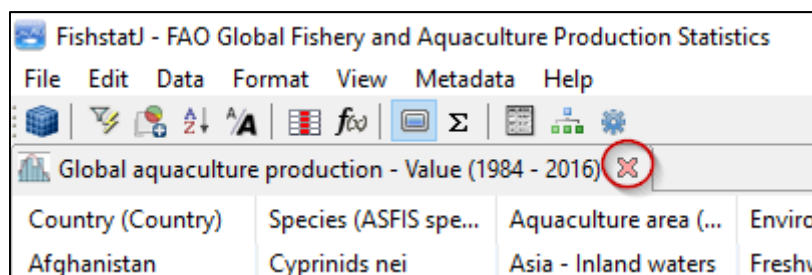 FishstatJ - FAO Global Fishery and Aquaculture Production Statistics
File Edit Data Format View Metadata Help
Global aquaculture production - Value (1984 - 2016)
Country (Country) Species (ASFIS spe... Aquaculture area (... Enviro
Afghanistan Cyprinids nei Asia - Inland waters Freshw